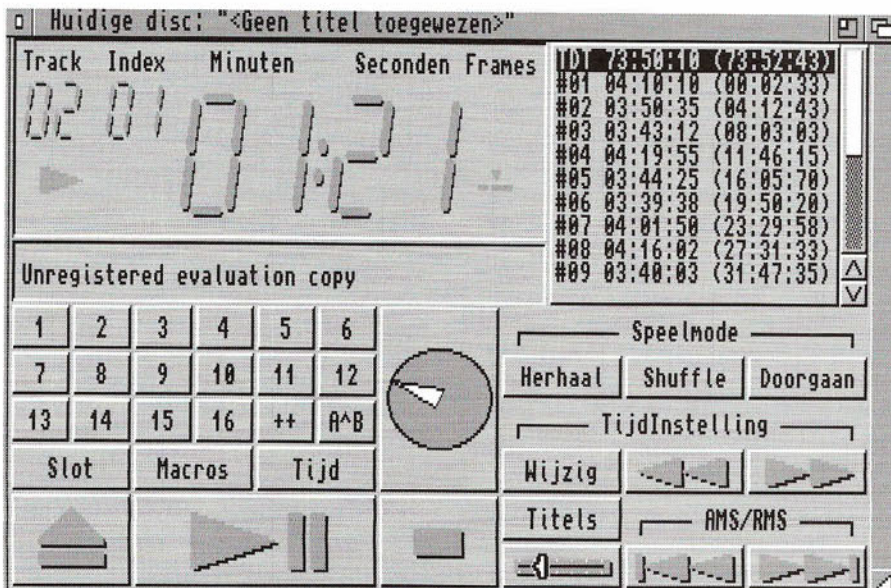 Huidige disc: "<Geen titel toegewezen>"
Track Index Minuten Seconden Frames
02 01 01:21
TDT 73:50:10 (73:52:43)
#01 04:10:10 (00:02:33)
#02 03:50:35 (04:12:43)
#03 03:43:12 (08:03:03)
#04 04:19:55 (11:46:15)
#05 03:44:25 (16:05:70)
#06 03:39:38 (19:50:20)
#07 04:01:50 (23:29:58)
#08 04:16:02 (27:31:33)
#09 03:40:03 (31:47:35)
Unregistered evaluation copy
1 2 3 4 5 6
7 8 9 10 11 12
13 14 15 16 ++ A^B
Slot Macros Tijd
Speelmode
Herhaal Shuffle Doorgaan
TijdInstelling
Wijzig
Titels AMS/RMS